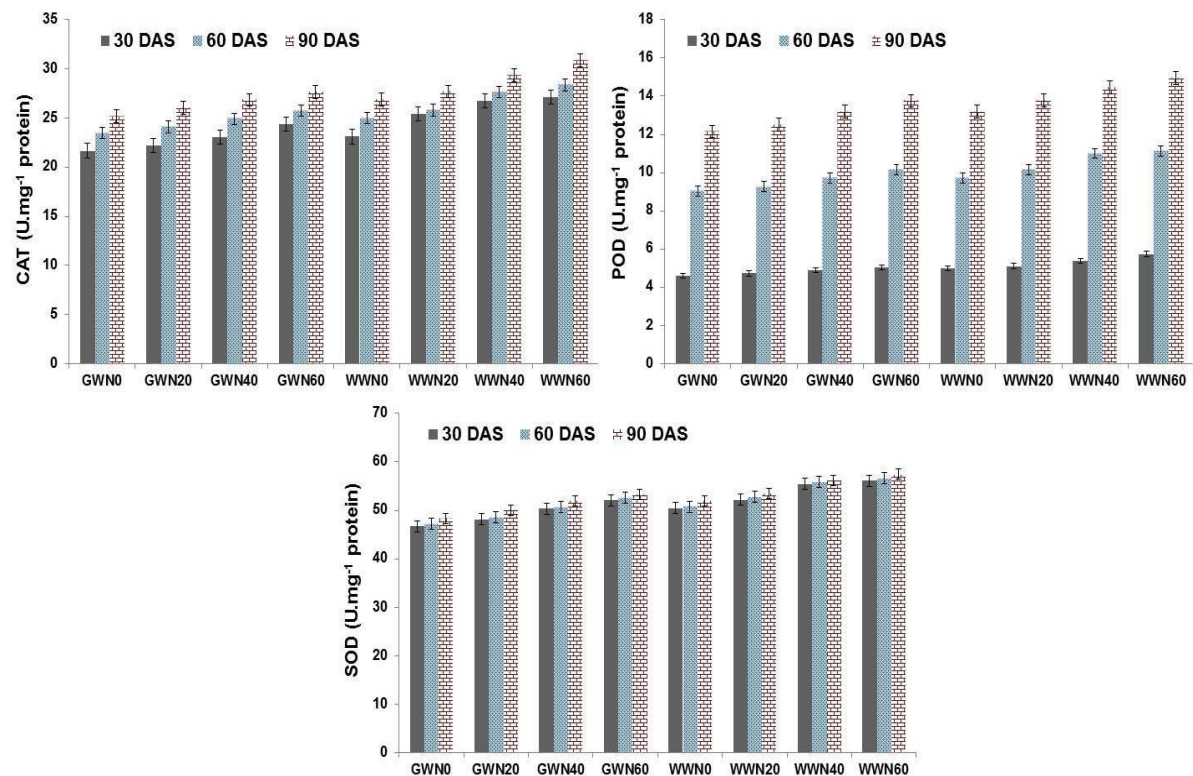 35
30 DAS 60 DAS 90 DAS
30
25
20
15
10
5
0
CAT (U.mg⁻¹ protein)
GWN0 GWN20 GWN40 GWN60 WWN0 WWN20 WWN40 WWN60
18
30 DAS 60 DAS 90 DAS
16
14
12
10
8
6
4
2
0
POD (U.mg⁻¹ protein)
GWN0 GWN20 GWN40 GWN60 WWN0 WWN20 WWN40 WWN60
70
30 DAS 60 DAS 90 DAS
60
50
40
30
20
10
0
SOD (U.mg⁻¹ protein)
GWN0 GWN20 GWN40 GWN60 WWN0 WWN20 WWN40 WWN60